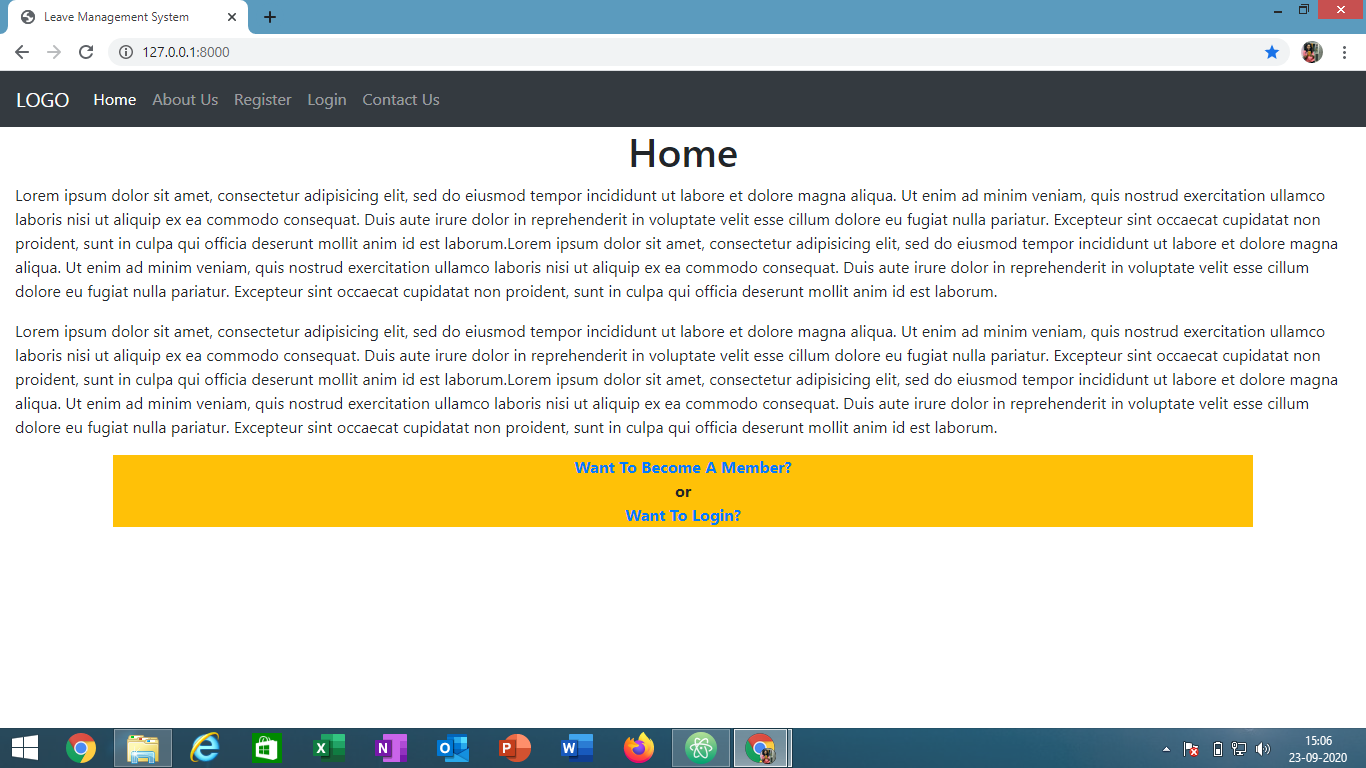 Leave Management System
127.0.0.1:8000
LOGO Home About Us Register Login Contact Us
Home
Lorem ipsum dolor sit amet, consectetur adipisicing elit, sed do eiusmod tempor incididunt ut labore et dolore magna aliqua. Ut enim ad minim veniam, quis nostrud exercitation ullamco
laboris nisi ut aliquip ex ea commodo consequat. Duis aute irure dolor in reprehenderit in voluptate velit esse cillum dolore eu fugiat nulla pariatur. Excepteur sint occaecat cupidatat non
proident, sunt in culpa qui officia deserunt mollit anim id est laborum.Lorem ipsum dolor sit amet, consectetur adipisicing elit, sed do eiusmod tempor incididunt ut labore et dolore magna
aliqua. Ut enim ad minim veniam, quis nostrud exercitation ullamco laboris nisi ut aliquip ex ea commodo consequat. Duis aute irure dolor in reprehenderit in voluptate velit esse cillum
dolore eu fugiat nulla pariatur. Excepteur sint occaecat cupidatat non proident, sunt in culpa qui officia deserunt mollit anim id est laborum.
Lorem ipsum dolor sit amet, consectetur adipisicing elit, sed do eiusmod tempor incididunt ut labore et dolore magna aliqua. Ut enim ad minim veniam, quis nostrud exercitation ullamco
laboris nisi ut aliquip ex ea commodo consequat. Duis aute irure dolor in reprehenderit in voluptate velit esse cillum dolore eu fugiat nulla pariatur. Excepteur sint occaecat cupidatat non
proident, sunt in culpa qui officia deserunt mollit anim id est laborum.Lorem ipsum dolor sit amet, consectetur adipisicing elit, sed do eiusmod tempor incididunt ut labore et dolore magna
aliqua. Ut enim ad minim veniam, quis nostrud exercitation ullamco laboris nisi ut aliquip ex ea commodo consequat. Duis aute irure dolor in reprehenderit in voluptate velit esse cillum
dolore eu fugiat nulla pariatur. Excepteur sint occaecat cupidatat non proident, sunt in culpa qui officia deserunt mollit anim id est laborum.
Want To Become A Member?
or
Want To Login?
15:06
23-09-2020